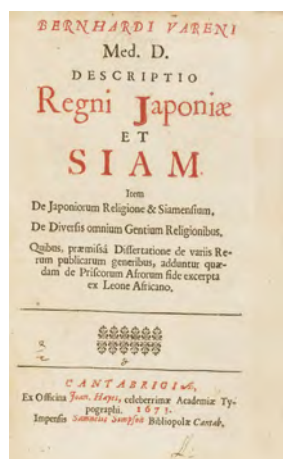 BERNHARDI VARENI
Med. D.
DESCRIPTIO
Regni Japoniæ
ET
SIAM.
Item
De Japoniorum Religione & Siamensium,
De Diversis omnium Gentium Religionibus,
Quibus, præmissâ Dissertatione de variis Re-
rum publicarum generibus, adduntur quæ-
dam de Priscorum Afrorum fide excerpta
ex Leone Africano,
CANTABRIGIÆ,
Ex Officina Joan. Hayes, celeberrimæ Academiæ Ty-
pographi. 1673.
Impensis Samuelis Simpson Bibliopolæ Cantab.